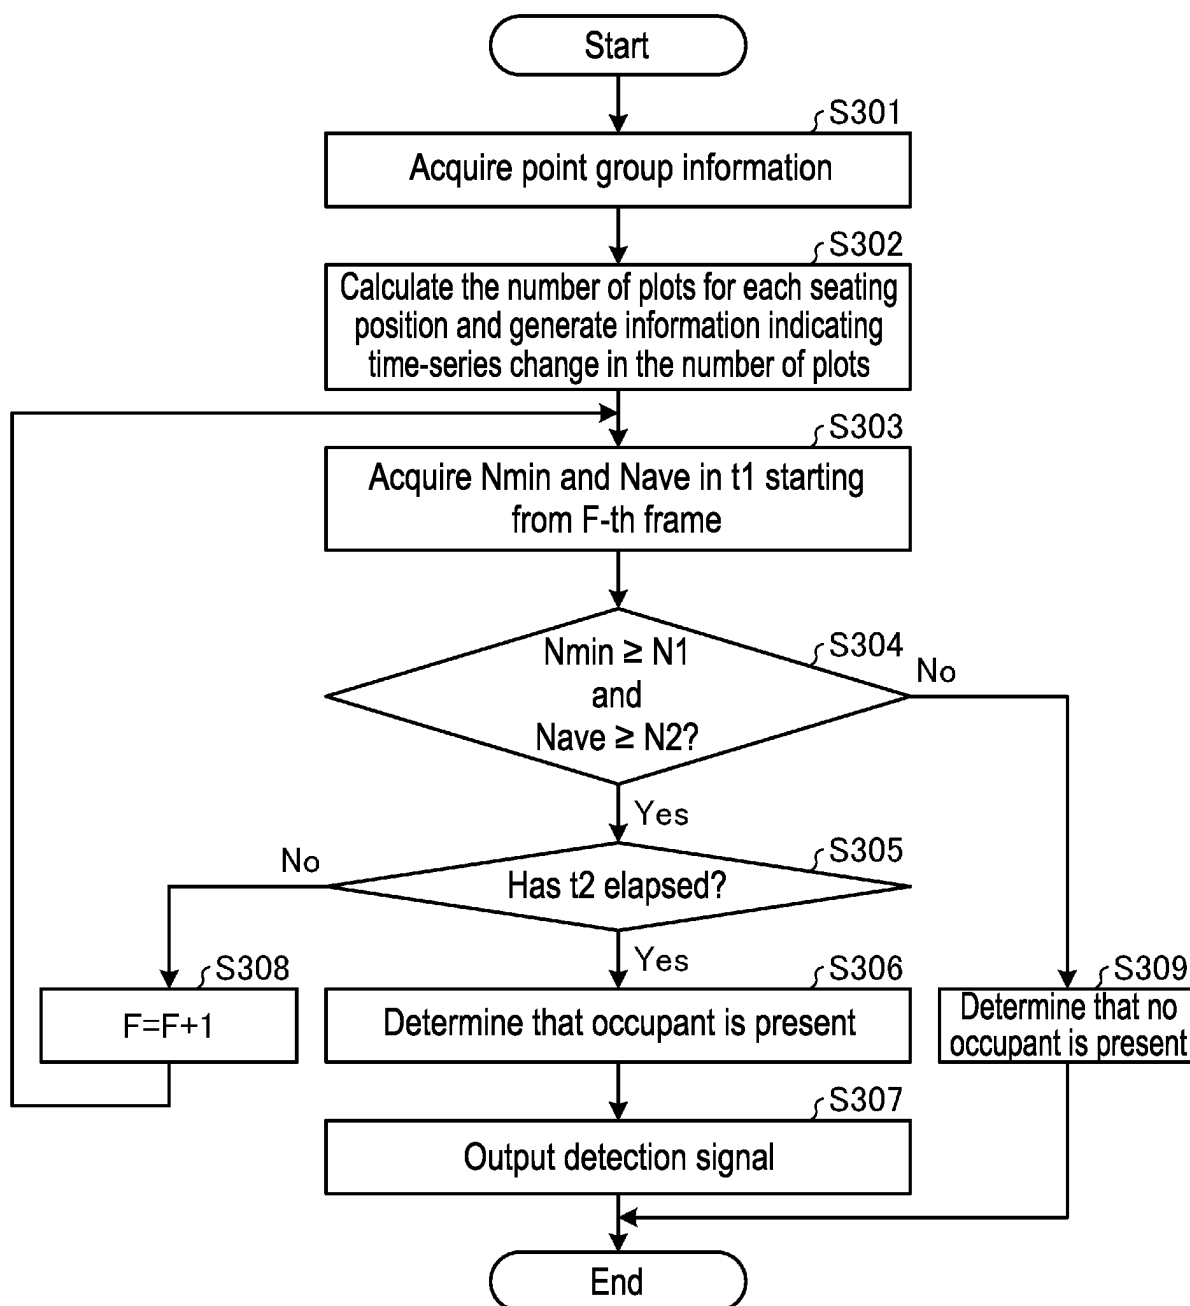 Start
S301
Acquire point group information
S302
Calculate the number of plots for each seating
position and generate information indicating
time-series change in the number of plots
S303
Acquire Nmin and Nave in t1 starting
from F-th frame
S304
Nmin ≥ N1
and
Nave ≥ N2?
No
Yes
S305
Has t2 elapsed?
No
Yes
S308
F=F+1
S306
Determine that occupant is present
S309
Determine that no
occupant is present
S307
Output detection signal
End